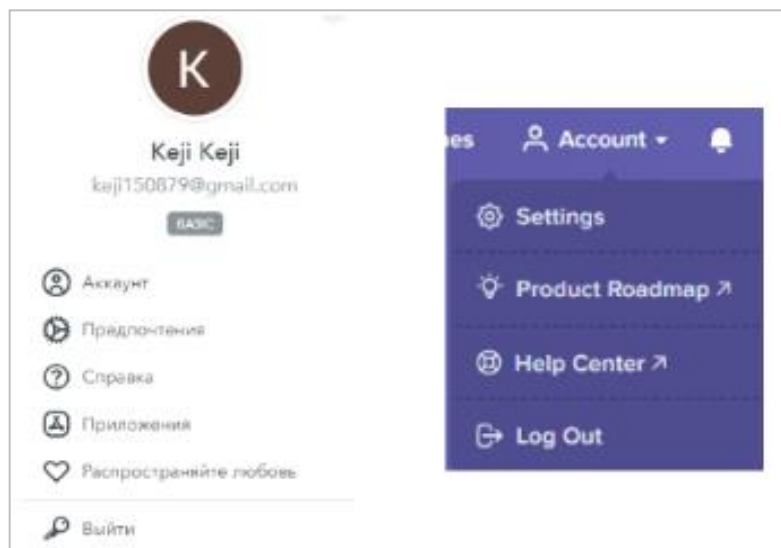 K
Keji Keji
keji150879@gmail.com
BASIC
Аккаунт
Предпочтения
Справка
Приложения
Распространяйте любовь
Выйти
Account
Settings
Product Roadmap ↗
Help Center ↗
Log Out